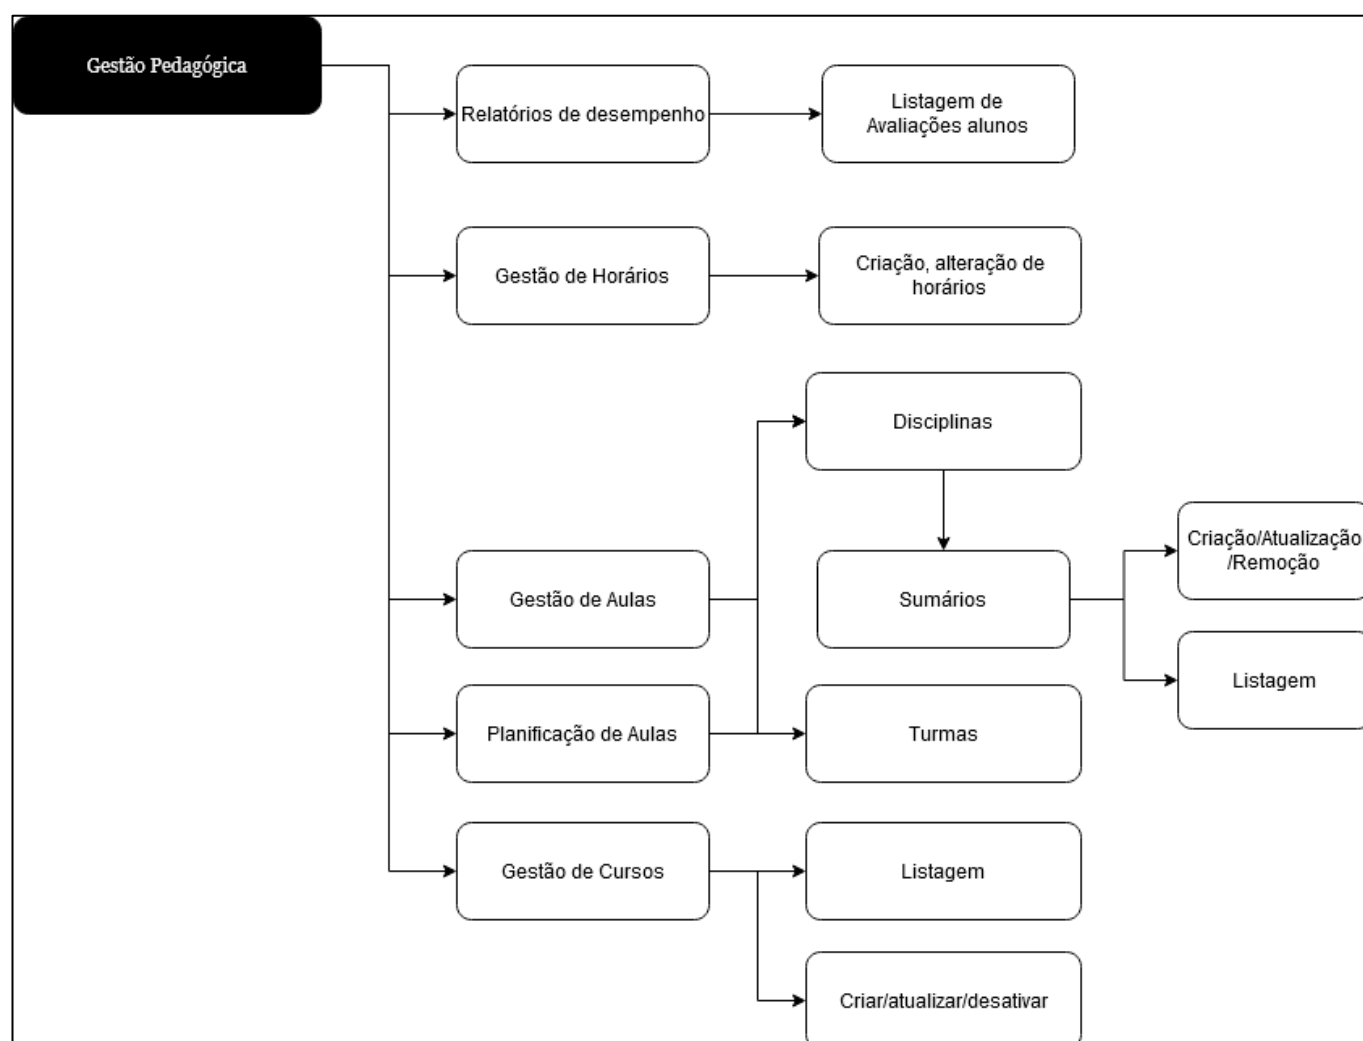 Gestão Pedagógica
Relatórios de desempenho
Listagem de
Avaliações alunos
Gestão de Horários
Criação, alteração de
horários
Disciplinas
Gestão de Aulas
Sumários
Criação/Atualização
/Remoção
Listagem
Planificação de Aulas
Turmas
Gestão de Cursos
Listagem
Criar/atualizar/desativar